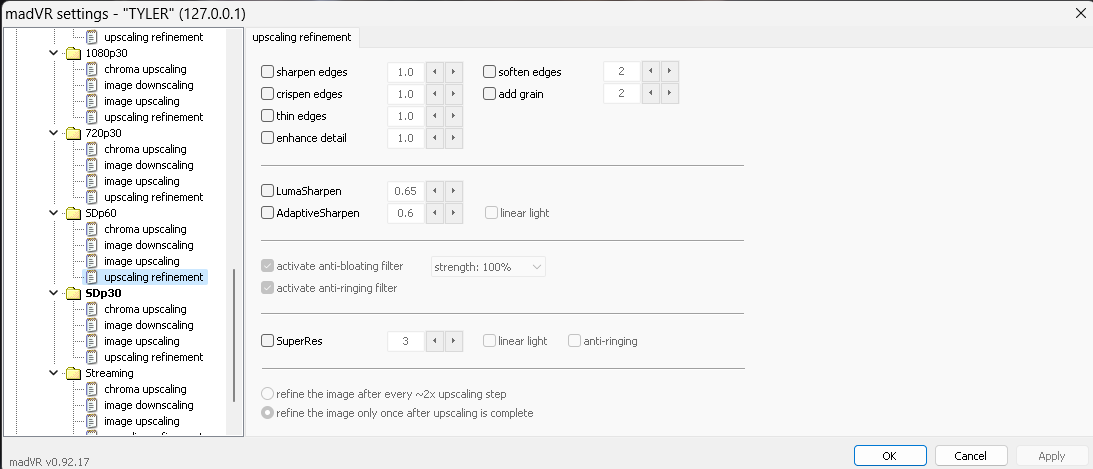 madVR settings - "TYLER" (127.0.0.1)
upscaling refinement
1080p30
chroma upscaling
image downscaling
image upscaling
upscaling refinement
720p30
chroma upscaling
image downscaling
image upscaling
upscaling refinement
SDp60
chroma upscaling
image downscaling
image upscaling
upscaling refinement
SDp30
chroma upscaling
image downscaling
image upscaling
upscaling refinement
Streaming
chroma upscaling
image downscaling
image upscaling
upscaling refinement
sharpen edges 1.0 soften edges 2
crispen edges 1.0 add grain 2
thin edges 1.0
enhance detail 1.0
LumaSharpen 0.65
AdaptiveSharpen 0.6 linear light
activate anti-bloating filter strength: 100%
activate anti-ringing filter
SuperRes 3 linear light anti-ringing
refine the image after every ~2x upscaling step
refine the image only once after upscaling is complete
madVR v0.92.17
OK Cancel Apply